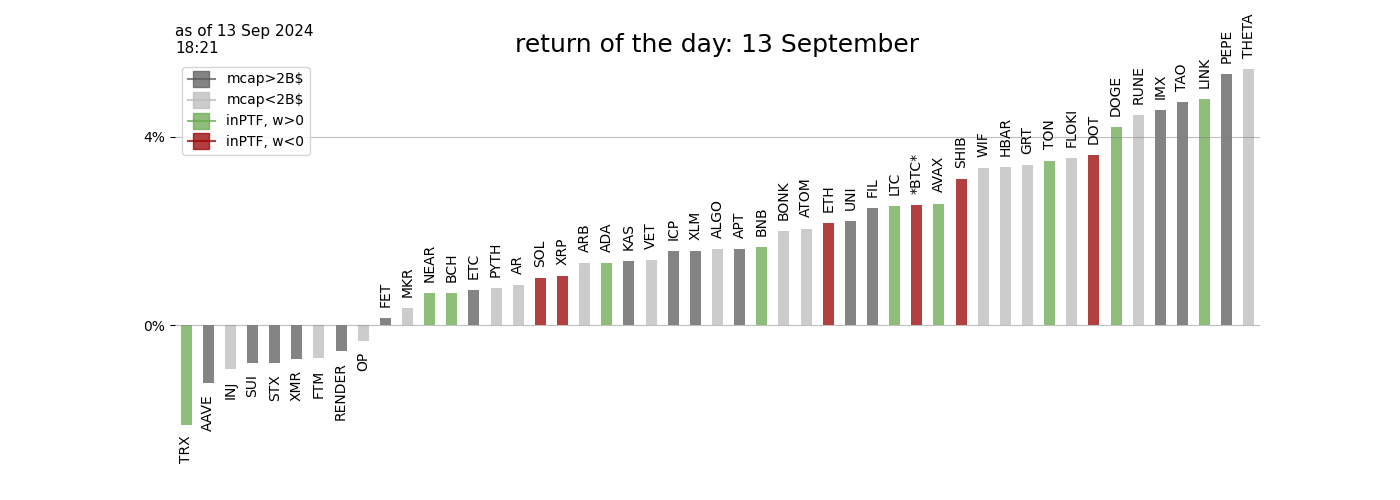 as of 13 Sep 2024
18:21
return of the day: 13 September
mcap>2B$
mcap<2B$
inPTF, w>0
inPTF, w<0
4%
0%
TRX
AAVE
INJ
SUI
STX
XMR
FTM
RENDER
OP
FET
MKR
NEAR
BCH
ETC
PYTH
AR
SOL
XRP
ARB
ADA
KAS
VET
ICP
XLM
ALGO
APT
BNB
BONK
ATOM
ETH
UNI
FIL
LTC
*BTC*
AVAX
SHIB
WIF
HBAR
GRT
TON
FLOKI
DOT
DOGE
RUNE
IMX
TAO
LINK
PEPE
THETA